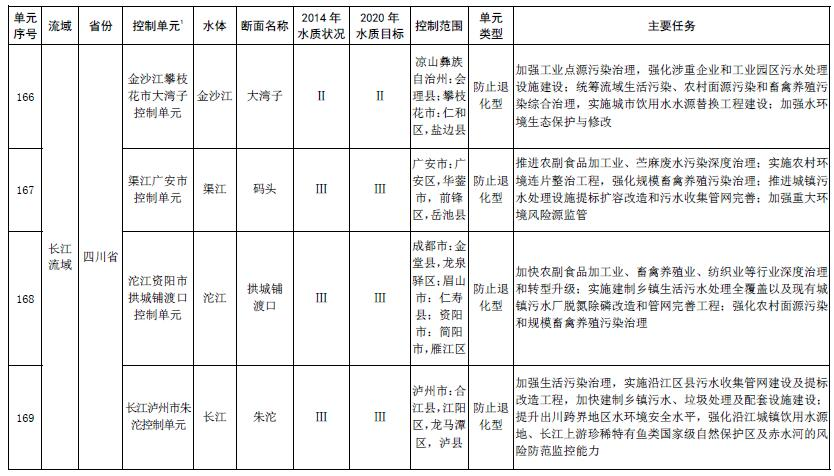 单元序号 流域 省份 控制单元¹ 水体 断面名称 2014 年水质状况 2020 年水质目标 控制范围 单元类型 主要任务
长江流域
四川省
166
金沙江攀枝
花市大湾子
控制单元
金沙江
大湾子
Ⅱ
Ⅱ
凉山彝族
自治州：会
理县；攀枝
花市：仁和
区，盐边县
防止退
化型
加强工业点源污染治理，强化涉重企业和工业园区污水处理
设施建设；统筹流域生活污染、农村面源污染和畜禽养殖污
染综合治理，实施城市饮用水水源替换工程建设；加强水环
境生态保护与修改
167
渠江广安市
控制单元
渠江
码头
Ⅲ
Ⅲ
广安市：广
安区，华蓥
市，前锋
区，岳池县
防止退
化型
推进农副食品加工业、苎麻废水污染深度治理；实施农村环
境连片整治工程，强化规模畜禽养殖污染治理；推进城镇污
水处理设施提标扩容改造和污水收集管网完善；加强重大环
境风险源监管
168
沱江资阳市
拱城铺渡口
控制单元
沱江
拱城铺
渡口
Ⅲ
Ⅲ
成都市：金
堂县，龙泉
驿区；眉山
市：仁寿
县；资阳
市：简阳
市，雁江区
防止退
化型
加快农副食品加工业、畜禽养殖业、纺织业等行业深度治理
和转型升级；实施建制乡镇生活污水处理全覆盖以及现有城
镇污水厂脱氮除磷改造和管网完善工程；强化农村面源污染
和规模畜禽养殖污染治理
169
长江泸州市朱
沱控制单元
长江
朱沱
Ⅲ
Ⅲ
泸州市：合
江县，江阳
区，龙马潭
区，泸县
防止退
化型
加强生活污染治理，实施沿江区县污水收集管网建设及提标
改造工程，加快建制乡镇污水、垃圾处理及配套设施建设；
提升出川跨界地区水环境安全水平，强化沿江城镇饮用水源
地、长江上游珍稀特有鱼类国家级自然保护区及赤水河的风
险防范监控能力